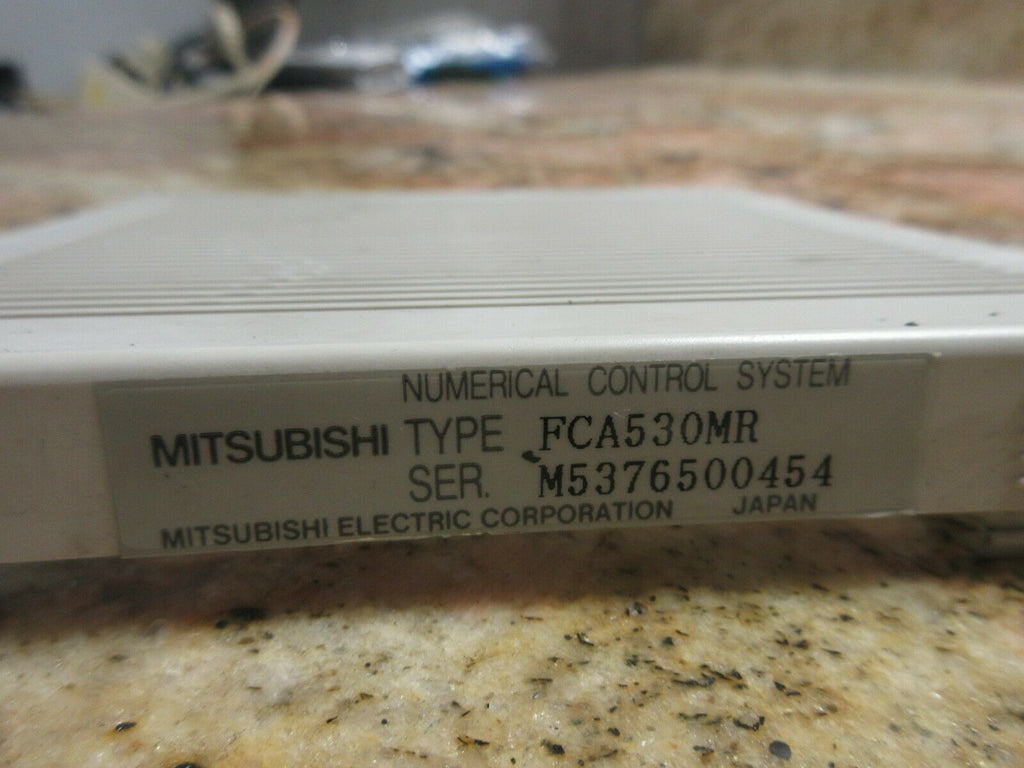 NUMERICAL CONTROL SYSTEM
MITSUBISHI TYPE FCA530MR
SER. M5376500454
MITSUBISHI ELECTRIC CORPORATION JAPAN